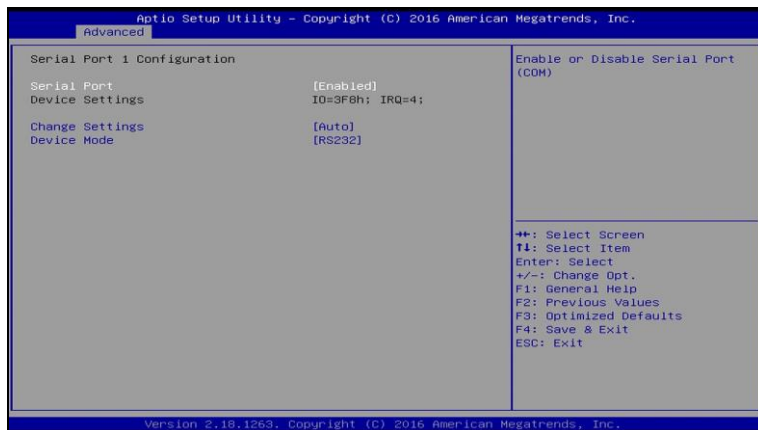 Aptio Setup Utility – Copyright (C) 2016 American Megatrends, Inc.
Advanced
Serial Port 1 Configuration
Serial Port [Enabled]
Device Settings IO=3F8h; IRQ=4;
Change Settings [Auto]
Device Mode [RS232]
Enable or Disable Serial Port
(COM)
→←: Select Screen
↑↓: Select Item
Enter: Select
+/-: Change Opt.
F1: General Help
F2: Previous Values
F3: Optimized Defaults
F4: Save & Exit
ESC: Exit
Version 2.18.1263. Copyright (C) 2016 American Megatrends, Inc.